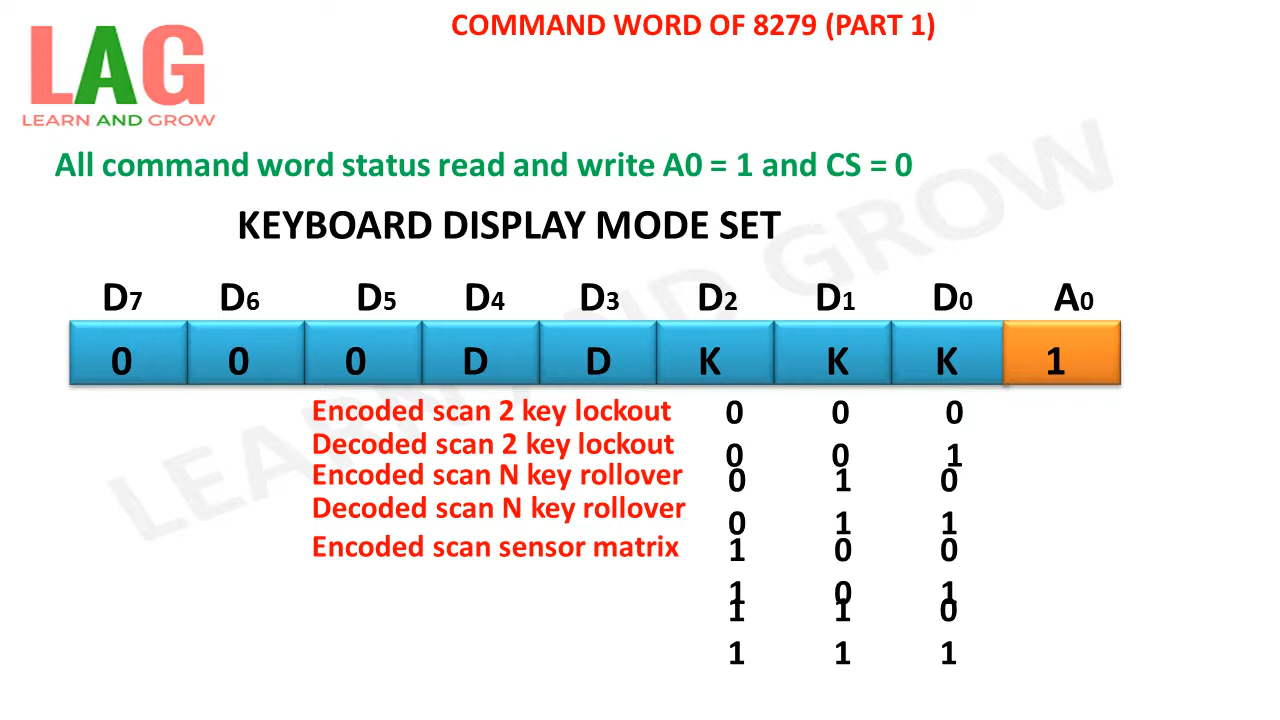 COMMAND WORD OF 8279 (PART 1)
LAG
LEARN AND GROW
All command word status read and write A0 = 1 and CS = 0
KEYBOARD DISPLAY MODE SET
D7 D6 D5 D4 D3 D2 D1 D0 A0
0 0 0 D D K K K 1
Encoded scan 2 key lockout 0 0 0
Decoded scan 2 key lockout 0 0 1
Encoded scan N key rollover 0 1 0
Decoded scan N key rollover 0 1 1
Encoded scan sensor matrix 1 0 0
1 0 1
1 1 0
1 1 1
LEARN AND GROW